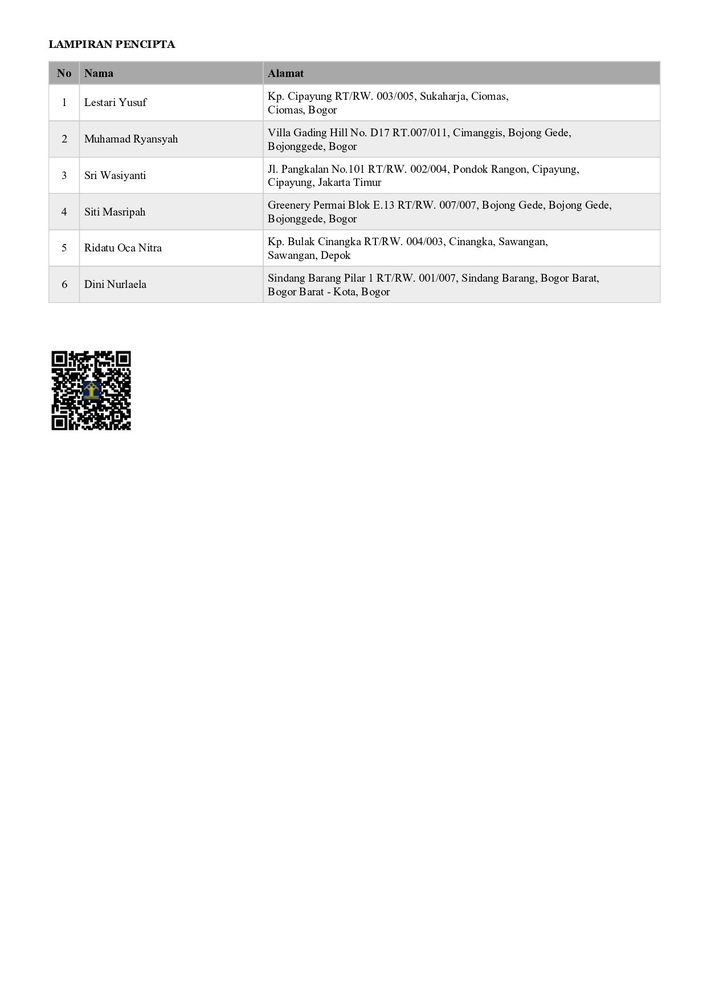 LAMPIRAN PENCIPTA
No Nama Alamat
1 Lestari Yusuf Kp. Cipayung RT/RW. 003/005, Sukaharja, Ciomas,
Ciomas, Bogor
2 Muhamad Ryansyah Villa Gading Hill No. D17 RT.007/011, Cimanggis, Bojong Gede,
Bojonggede, Bogor
3 Sri Wasiyanti Jl. Pangkalan No.101 RT/RW. 002/004, Pondok Rangon, Cipayung,
Cipayung, Jakarta Timur
4 Siti Masripah Greenery Permai Blok E.13 RT/RW. 007/007, Bojong Gede, Bojong Gede,
Bojonggede, Bogor
5 Ridatu Oca Nitra Kp. Bulak Cinangka RT/RW. 004/003, Cinangka, Sawangan,
Sawangan, Depok
6 Dini Nurlaela Sindang Barang Pilar 1 RT/RW. 001/007, Sindang Barang, Bogor Barat,
Bogor Barat - Kota, Bogor